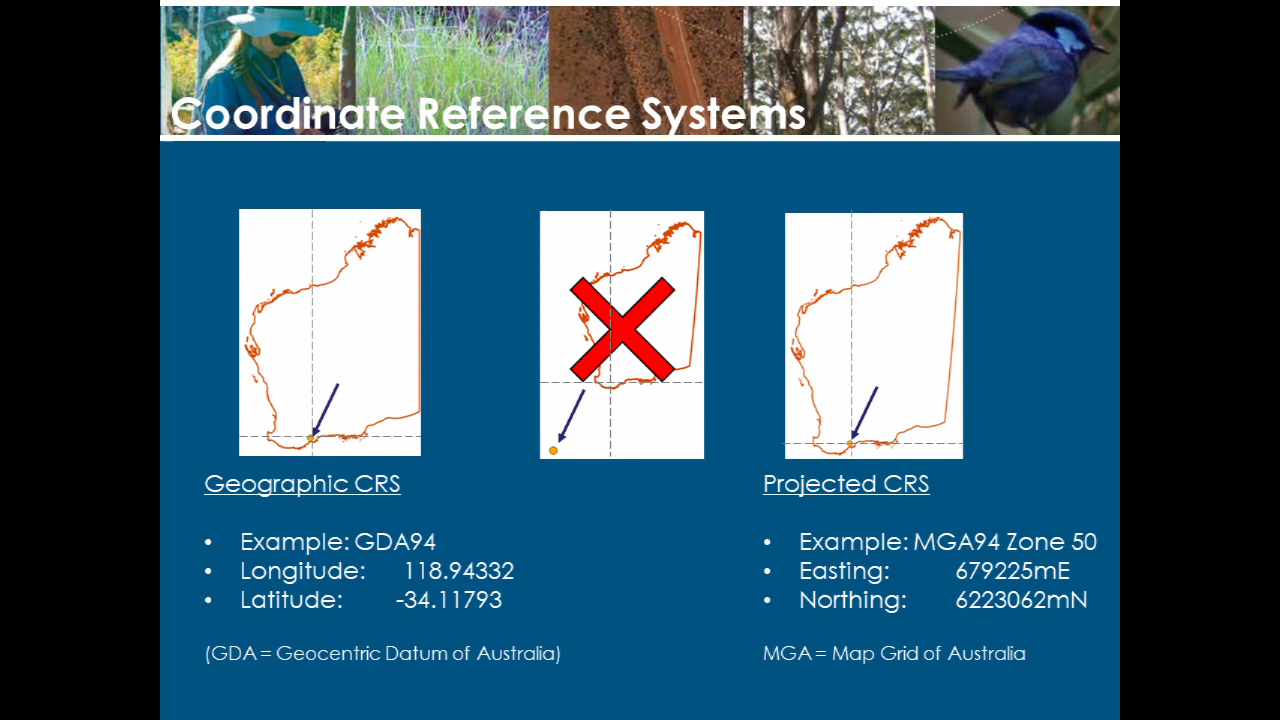 Coordinate Reference Systems
Geographic CRS
• Example: GDA94
• Longitude: 118.94332
• Latitude: -34.11793
(GDA = Geocentric Datum of Australia)
Projected CRS
• Example: MGA94 Zone 50
• Easting: 679225mE
• Northing: 6223062mN
MGA = Map Grid of Australia